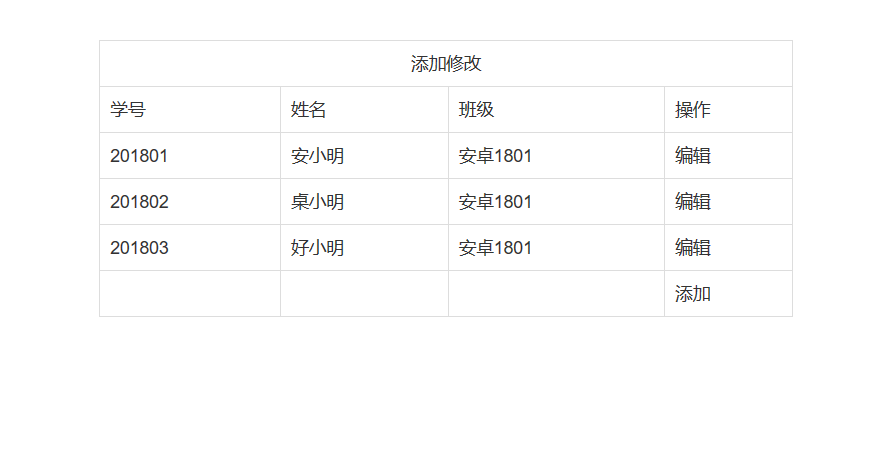 添加修改
学号 姓名 班级 操作
201801 安小明 安卓1801 编辑
201802 桌小明 安卓1801 编辑
201803 好小明 安卓1801 编辑
添加